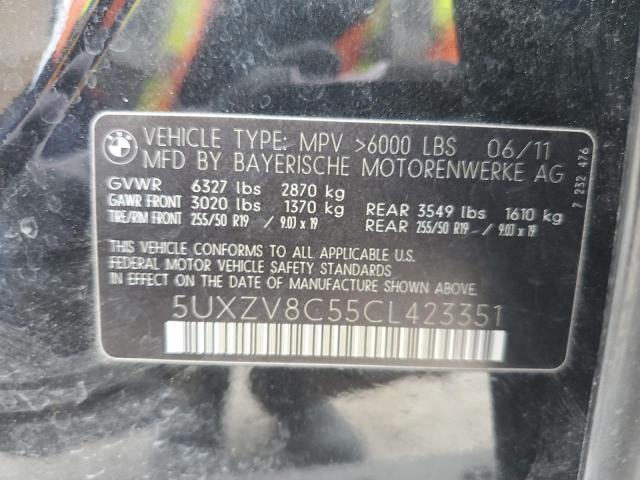 BMW
VEHICLE TYPE: MPV >6000 LBS 06/11
MFD BY BAYERISCHE MOTORENWERKE AG
GVWR 6327 lbs 2870 kg
GAWR FRONT 3020 lbs 1370 kg REAR 3549 lbs 1610 kg
TIRE/RIM FRONT 255/50 R19 / 9.0J x 19 REAR 255/50 R19 / 9.0J x 19
THIS VEHICLE CONFORMS TO ALL APPLICABLE U.S.
FEDERAL MOTOR VEHICLE SAFETY STANDARDS
IN EFFECT ON THE DATE OF MANUFACTURE SHOWN ABOVE.
5UXZV8C55CL423351
7 232 476